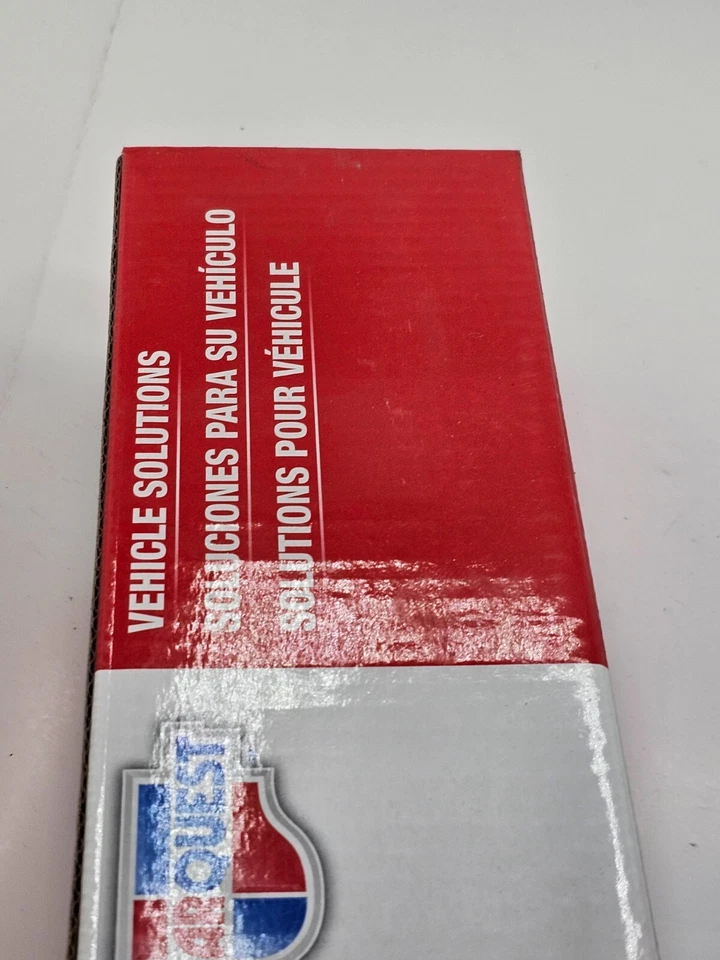 VEHICLE SOLUTIONS
SOLUCIONES PARA SU VEHÍCULO
SOLUTIONS POUR VÉHICULE